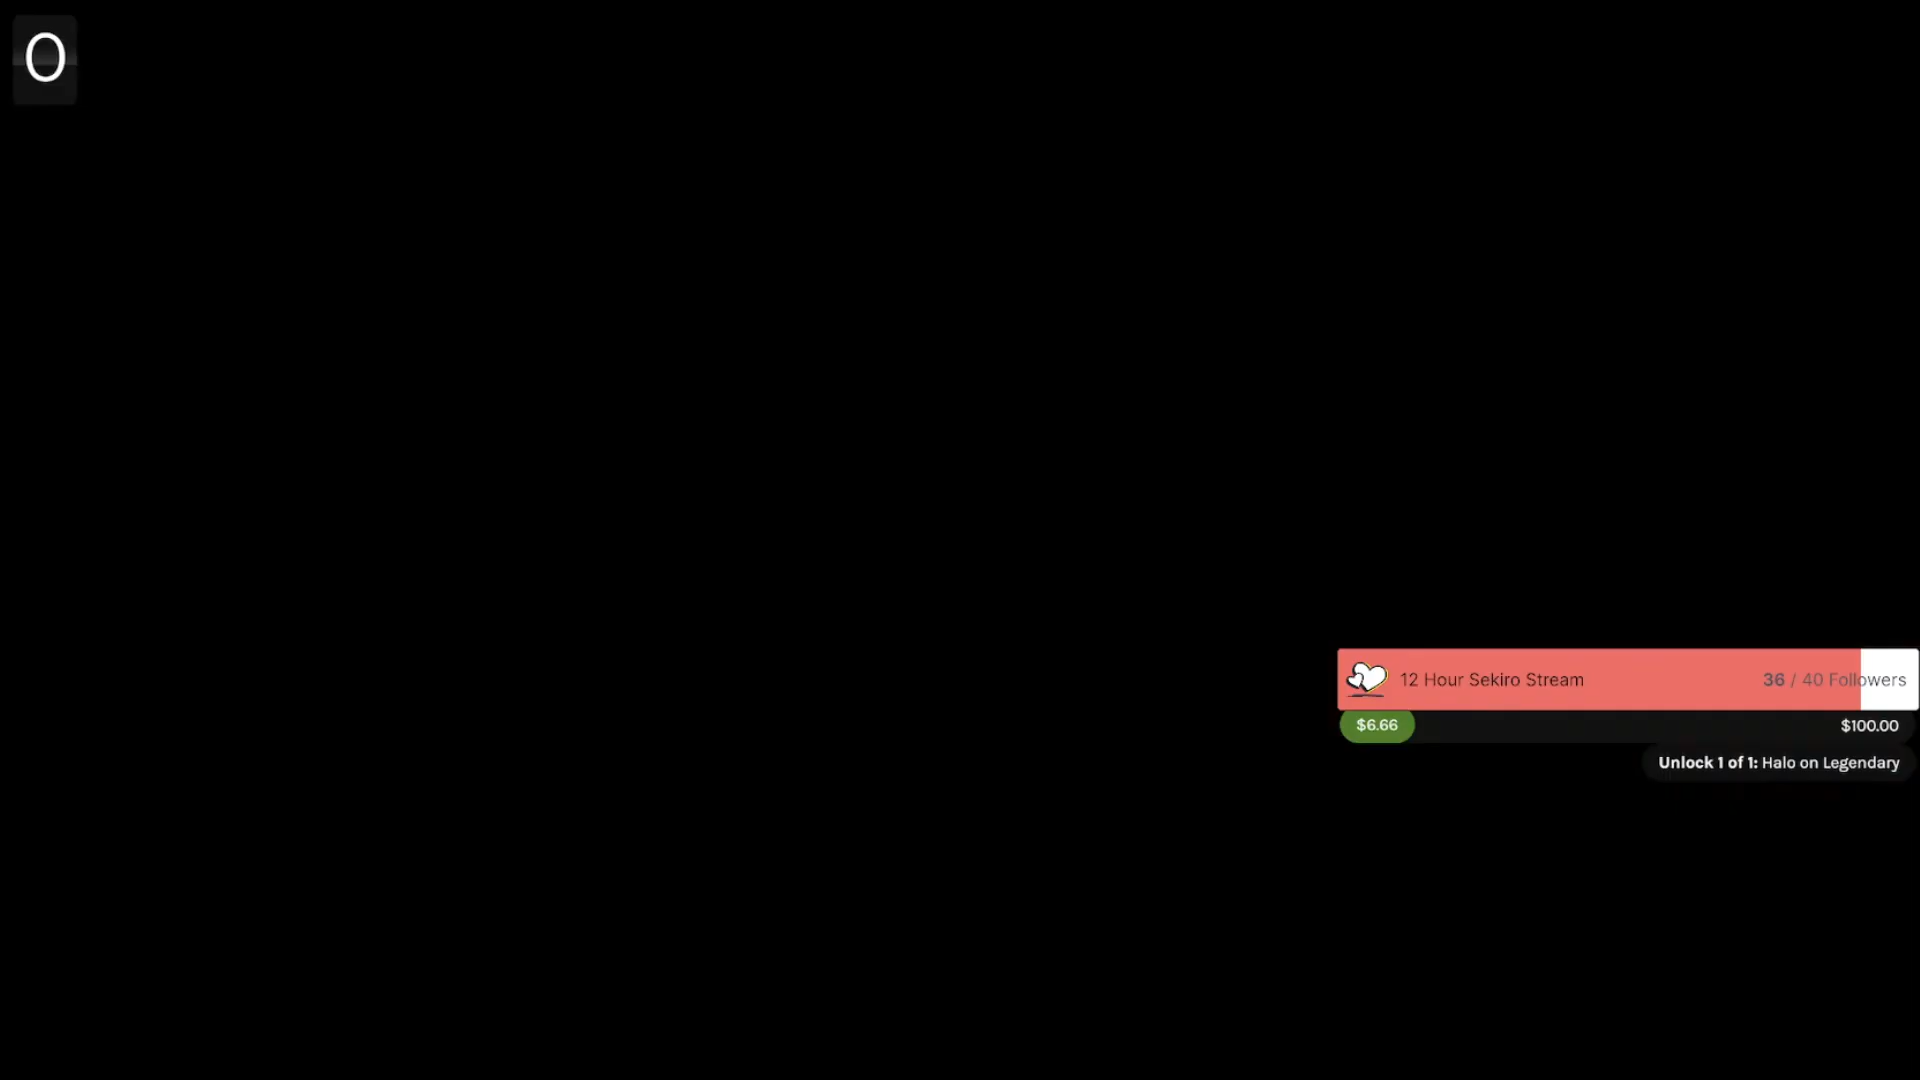 0
12 Hour Sekiro Stream 36 / 40 Followers
$6.66 $100.00
Unlock 1 of 1: Halo on Legendary